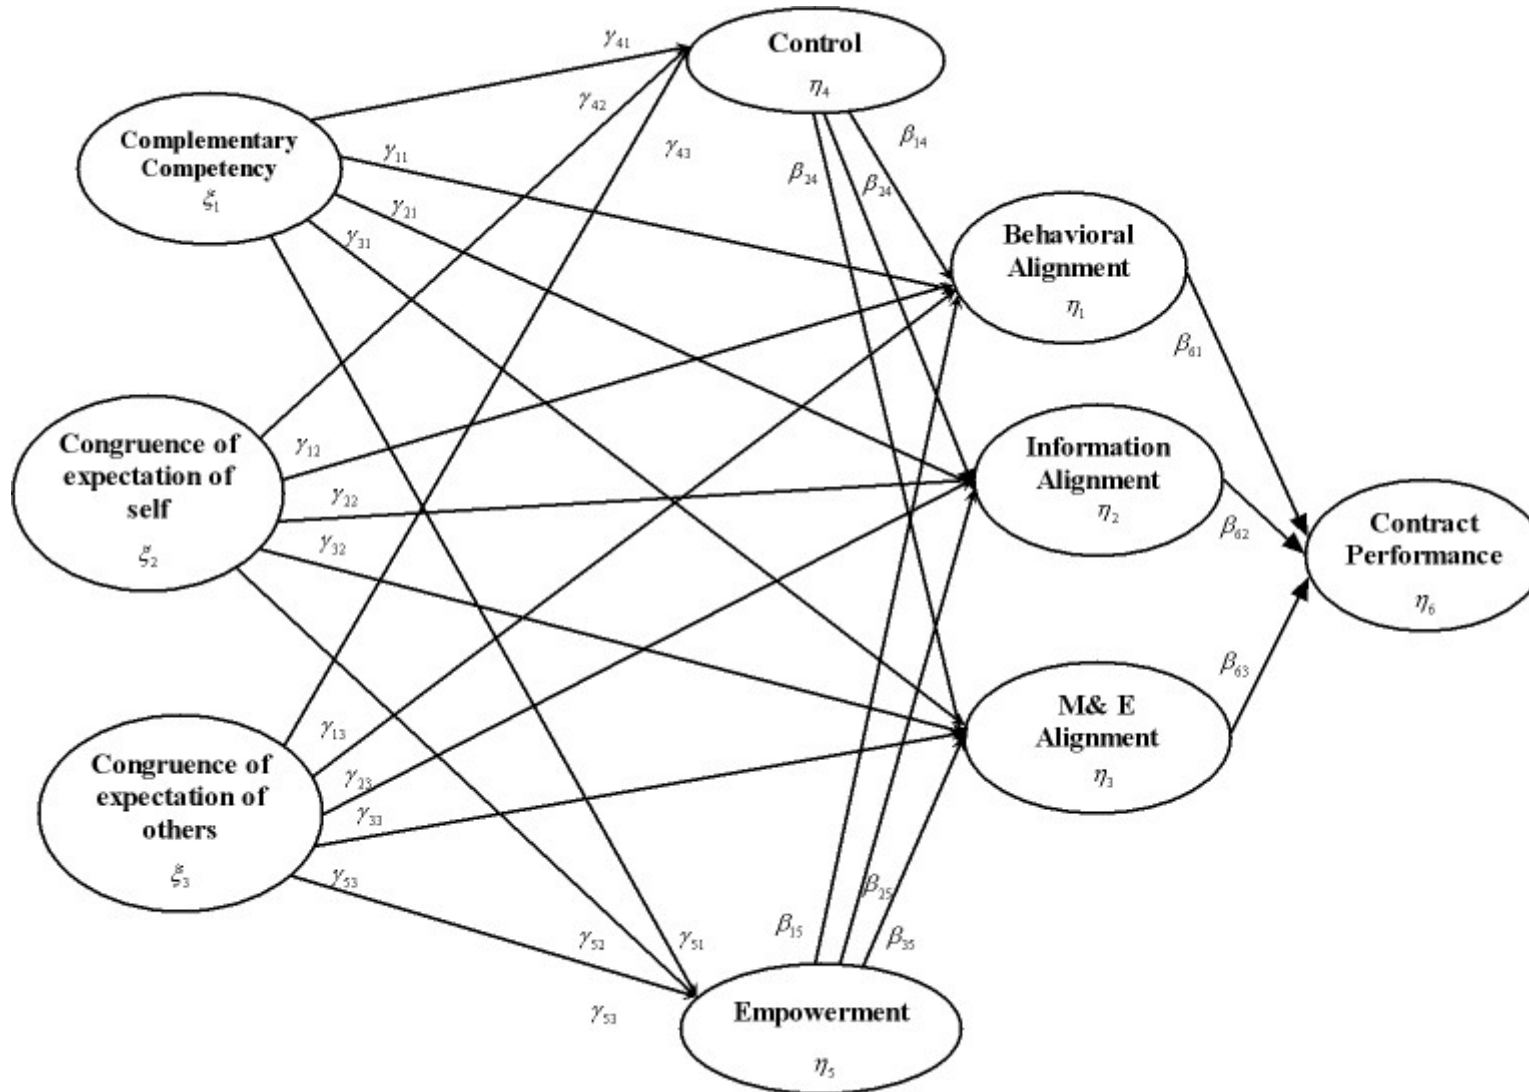 Control
η4
Complementary
Competency
ξ1
Behavioral
Alignment
η1
Congruence of
expectation of
self
ξ2
Information
Alignment
η2
Contract
Performance
η6
Congruence of
expectation of
others
ξ3
M& E
Alignment
η3
Empowerment
η5
γ41
γ42
γ43
γ11
γ21
γ31
β14
β24
β24
γ12
γ22
γ32
β61
β62
β63
γ13
γ23
γ33
γ53
γ52
γ51
γ53
β15
β25
β35